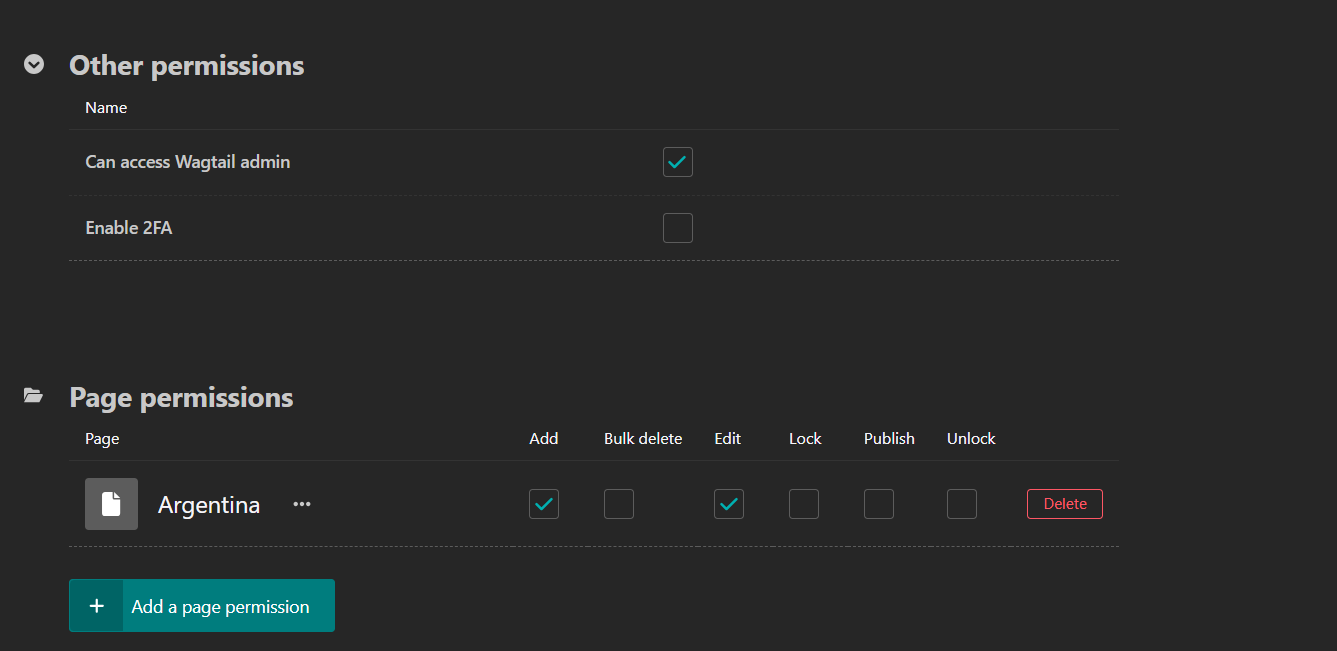 Other permissions
Name
Can access Wagtail admin
Enable 2FA
Page permissions
Page Add Bulk delete Edit Lock Publish Unlock
Argentina Delete
Add a page permission